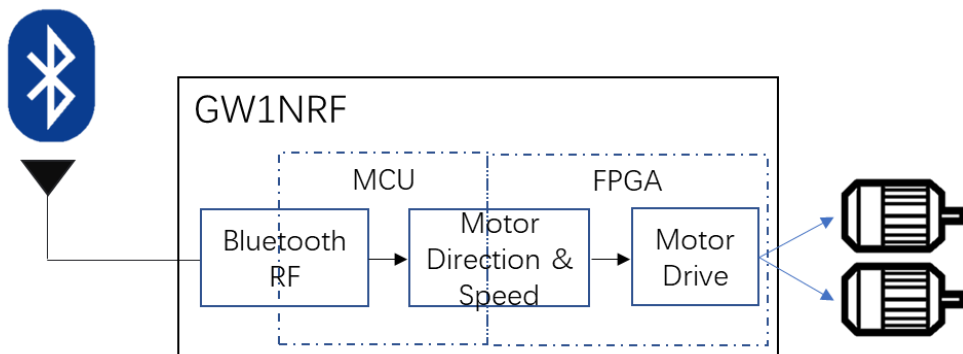 GW1NRF
MCU
FPGA
Bluetooth
RF
Motor
Direction &
Speed
Motor
Drive